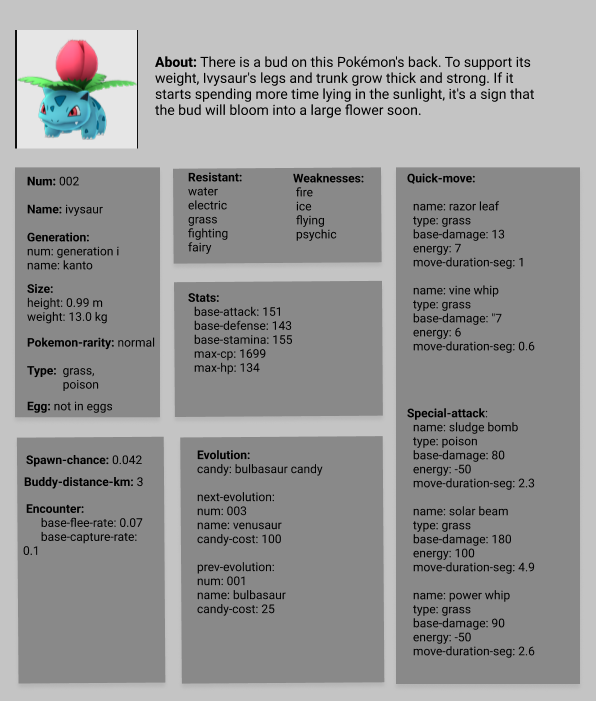 About: There is a bud on this Pokémon's back. To support its
weight, Ivysaur's legs and trunk grow thick and strong. If it
starts spending more time lying in the sunlight, it's a sign that
the bud will bloom into a large flower soon.
Num: 002
Name: ivysaur
Generation:
num: generation i
name: kanto
Size:
height: 0.99 m
weight: 13.0 kg
Pokemon-rarity: normal
Type: grass,
poison
Egg: not in eggs
Resistant:
water
electric
grass
fighting
fairy
Weaknesses:
fire
ice
flying
psychic
Stats:
base-attack: 151
base-defense: 143
base-stamina: 155
max-cp: 1699
max-hp: 134
Quick-move:
name: razor leaf
type: grass
base-damage: 13
energy: 7
move-duration-seg: 1
name: vine whip
type: grass
base-damage: "7
energy: 6
move-duration-seg: 0.6
Special-attack:
name: sludge bomb
type: poison
base-damage: 80
energy: -50
move-duration-seg: 2.3
name: solar beam
type: grass
base-damage: 180
energy: 100
move-duration-seg: 4.9
name: power whip
type: grass
base-damage: 90
energy: -50
move-duration-seg: 2.6
Spawn-chance: 0.042
Buddy-distance-km: 3
Encounter:
base-flee-rate: 0.07
base-capture-rate:
0.1
Evolution:
candy: bulbasaur candy
next-evolution:
num: 003
name: venusaur
candy-cost: 100
prev-evolution:
num: 001
name: bulbasaur
candy-cost: 25